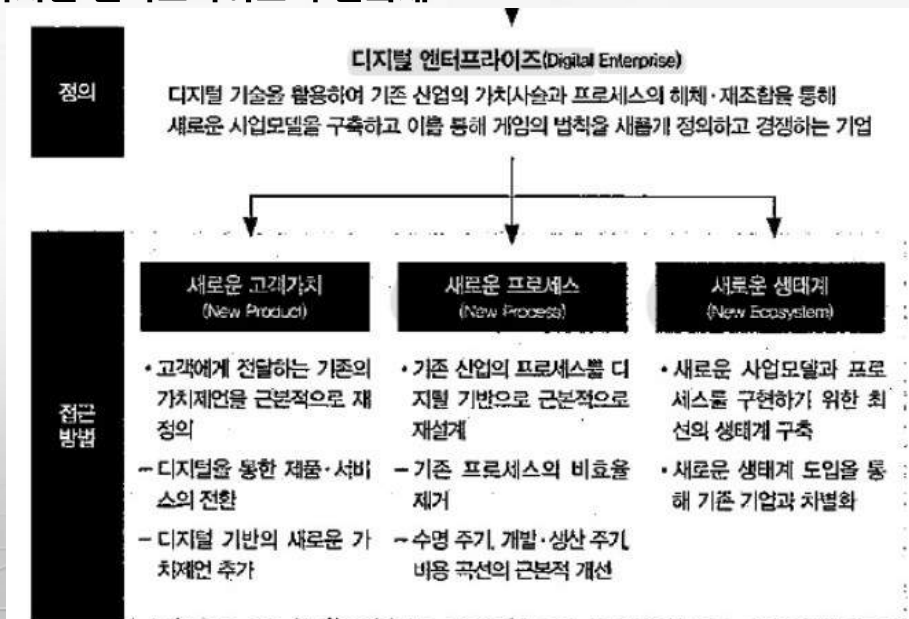 디지털 엔터프라이즈(Digital Enterprise)
정의
디지털 기술을 활용하여 기존 산업의 가치사슬과 프로세스의 해체·재조합을 통해
새로운 사업모델을 구축하고 이를 통해 게임의 법칙을 새롭게 정의하고 경쟁하는 기업
새로운 고객가치
(New Product)
새로운 프로세스
(New Process)
새로운 생태계
(New Ecosystem)
접근
방법
• 고객에게 전달하는 기존의
가치제언을 근본적으로 재
정의
– 디지털을 통한 제품·서비
스의 전환
– 디지털 기반의 새로운 가
치제언 추가
• 기존 산업의 프로세스를 디
지털 기반으로 근본적으로
재설계
– 기존 프로세스의 비효율
제거
– 수명 주기, 개발·생산 주기,
비용 곡선의 근본적 개선
• 새로운 사업모델과 프로
세스를 구현하기 위한 최
선의 생태계 구축
• 새로운 생태계 도입을 통
해 기존 기업과 차별화